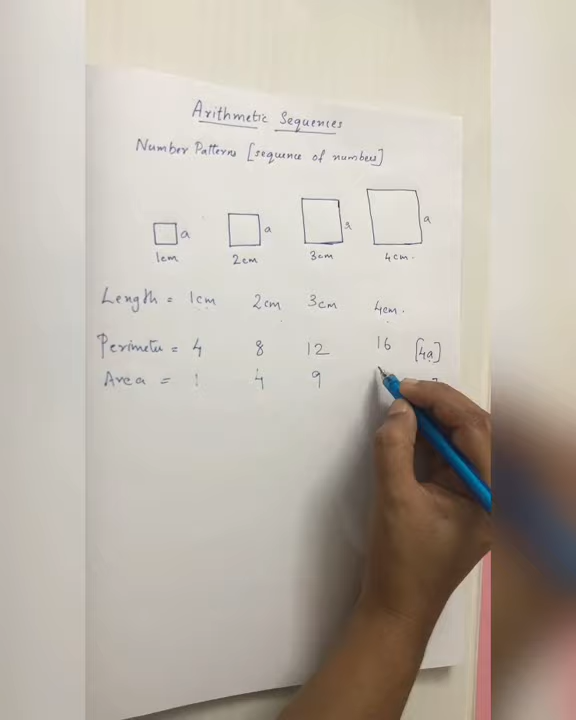 Arithmetic Sequences
Number Patterns [sequence of numbers]
a a a a
1cm 2cm 3cm 4cm.
Length = 1cm 2cm 3cm 4cm.
Perimeter = 4 8 12 16 [4a]
Area = 1 4 9 ]